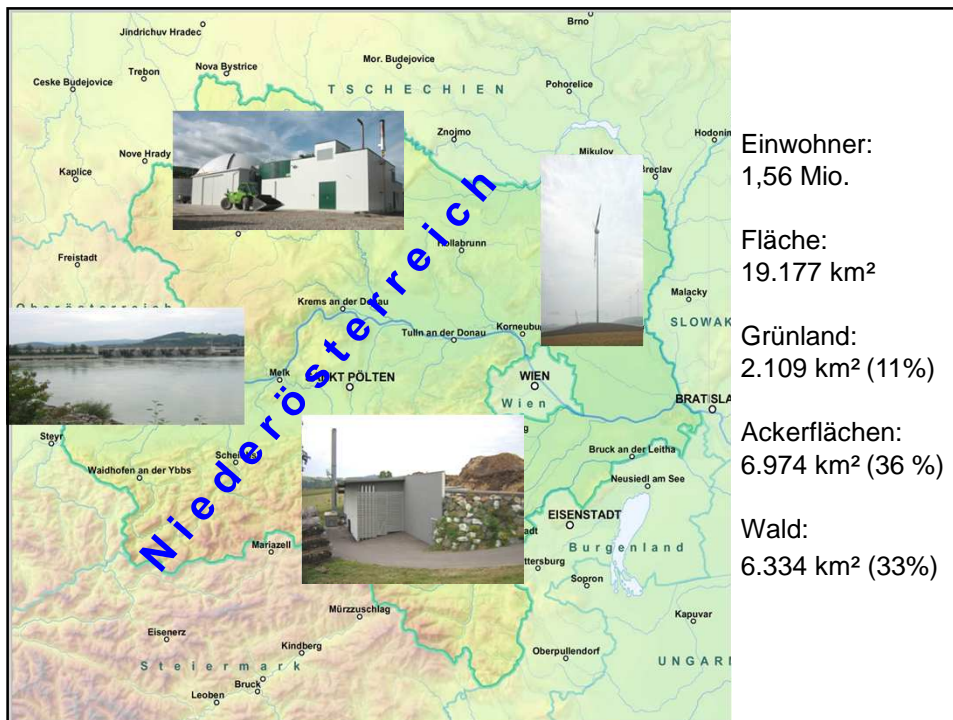 Brno
Jindrichuv Hradec
Trebon
Nova Bystrice
Mor. Budejovice
Ceske Budejovice
TSCHECHIEN
Pohorelice
Znojmo
Hodonin
Nove Hrady
Mikulov
Breclav
Kaplice
Hollabrunn
Freistadt
Malacky
Oberösterreich
Krems an der Donau
Tulln an der Donau
Korneuburg
SLOWAK
Melk
SANKT PÖLTEN
WIEN
Wien
BRATISLA
Steyr
Bruck an der Leitha
Waidhofen an der Ybbs
Neusiedl am See
EISENSTADT
Mariazell
Burgenland
ttersburg
Sopron
Mürzzuschlag
Kapuvar
Eisenerz
Kindberg
Oberpullendorf
Steiermark
UNGARN
Bruck
Leoben
Niederösterreich
Einwohner:
1,56 Mio.
Fläche:
19.177 km²
Grünland:
2.109 km² (11%)
Ackerflächen:
6.974 km² (36 %)
Wald:
6.334 km² (33%)